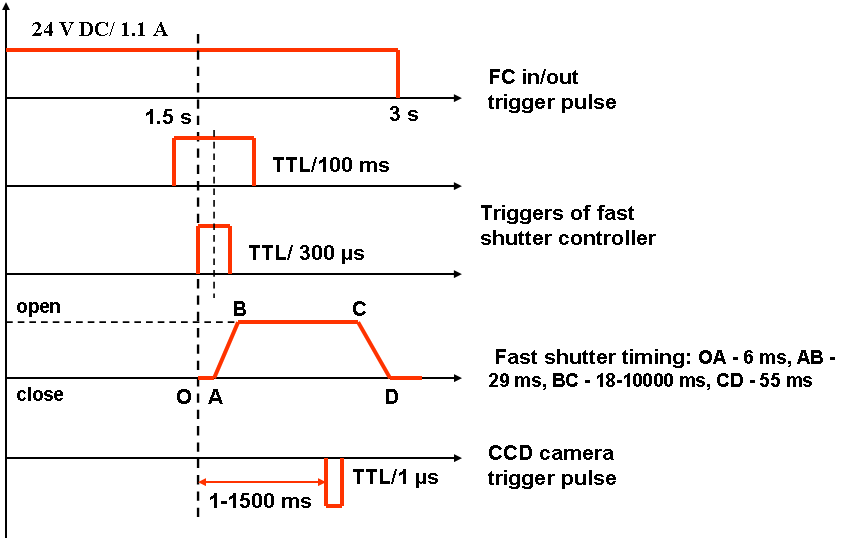 24 V DC/ 1.1 A
FC in/out
trigger pulse
1.5 s
3 s
TTL/100 ms
Triggers of fast
shutter controller
TTL/ 300 µs
open
B
C
Fast shutter timing: OA - 6 ms, AB -
29 ms, BC - 18-10000 ms, CD - 55 ms
close
O
A
D
CCD camera
trigger pulse
TTL/1 µs
1-1500 ms